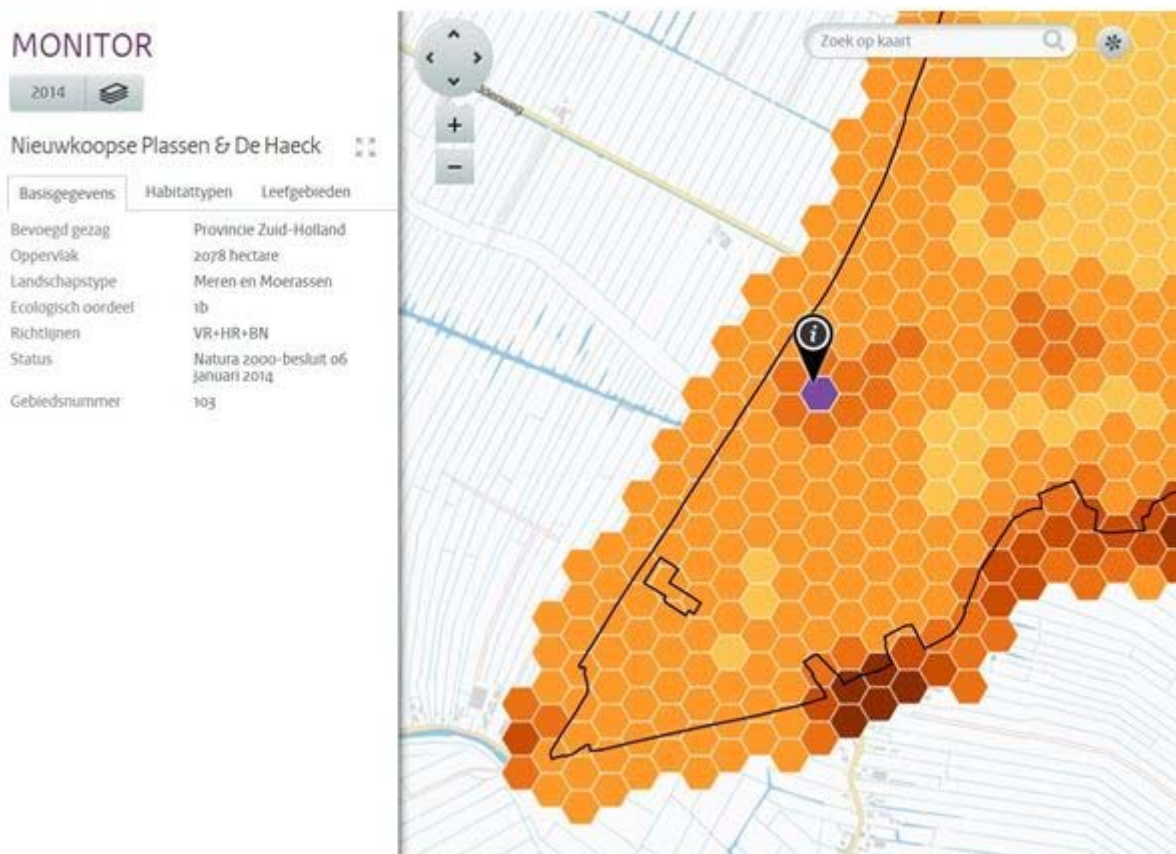 MONITOR
2014
Nieuwkoopse Plassen & De Haeck
Basisgegevens Habitattypen Leefgebieden
Bevoegd gezag Provincie Zuid-Holland
Oppervlak 2078 hectare
Landschapstype Meren en Moerassen
Ecologisch oordeel 1b
Richtlijnen VR+HR+BN
Status Natura 2000-besluit 06
januari 2014
Gebiedsnummer 103
Zoek op kaart
+
−
i